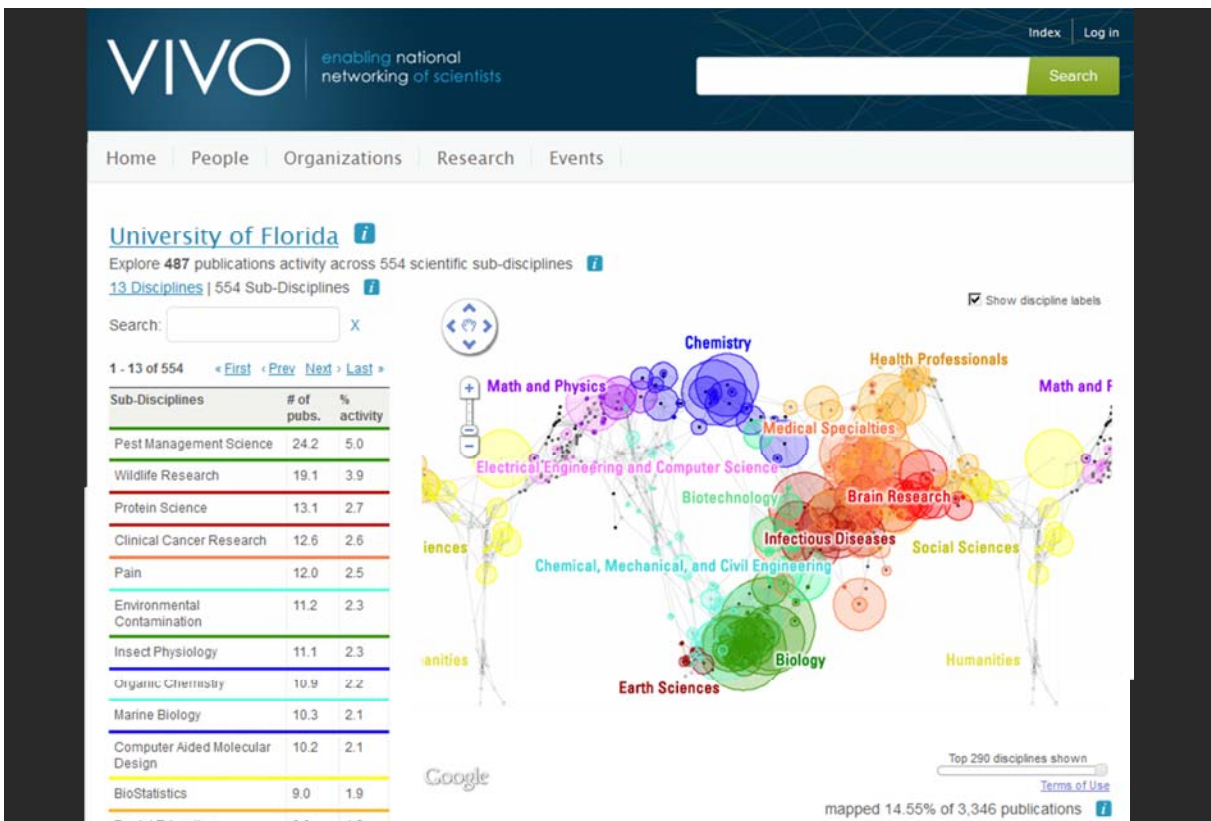 VIVO
enabling national
networking of scientists
Index
Log in
Search
Home
People
Organizations
Research
Events
University of Florida i
Explore 487 publications activity across 554 scientific sub-disciplines i
13 Disciplines | 554 Sub-Disciplines i
Search:
X
1 - 13 of 554
« First
‹ Prev
Next ›
Last »
Sub-Disciplines
# of pubs.
% activity
Pest Management Science 24.2 5.0
Wildlife Research 19.1 3.9
Protein Science 13.1 2.7
Clinical Cancer Research 12.6 2.6
Pain 12.0 2.5
Environmental
Contamination 11.2 2.3
Insect Physiology 11.1 2.3
Organic Chemistry 10.9 2.2
Marine Biology 10.3 2.1
Computer Aided Molecular
Design 10.2 2.1
BioStatistics 9.0 1.9
Show discipline labels
Chemistry
Health Professionals
Math and Physics
Math and F
Medical Specialties
Electrical Engineering and Computer Science
Biotechnology
Brain Research
Infectious Diseases
iences
Social Sciences
Chemical, Mechanical, and Civil Engineering
anities
Biology
Humanities
Earth Sciences
Google
Top 290 disciplines shown
Terms of Use
mapped 14.55% of 3,346 publications i